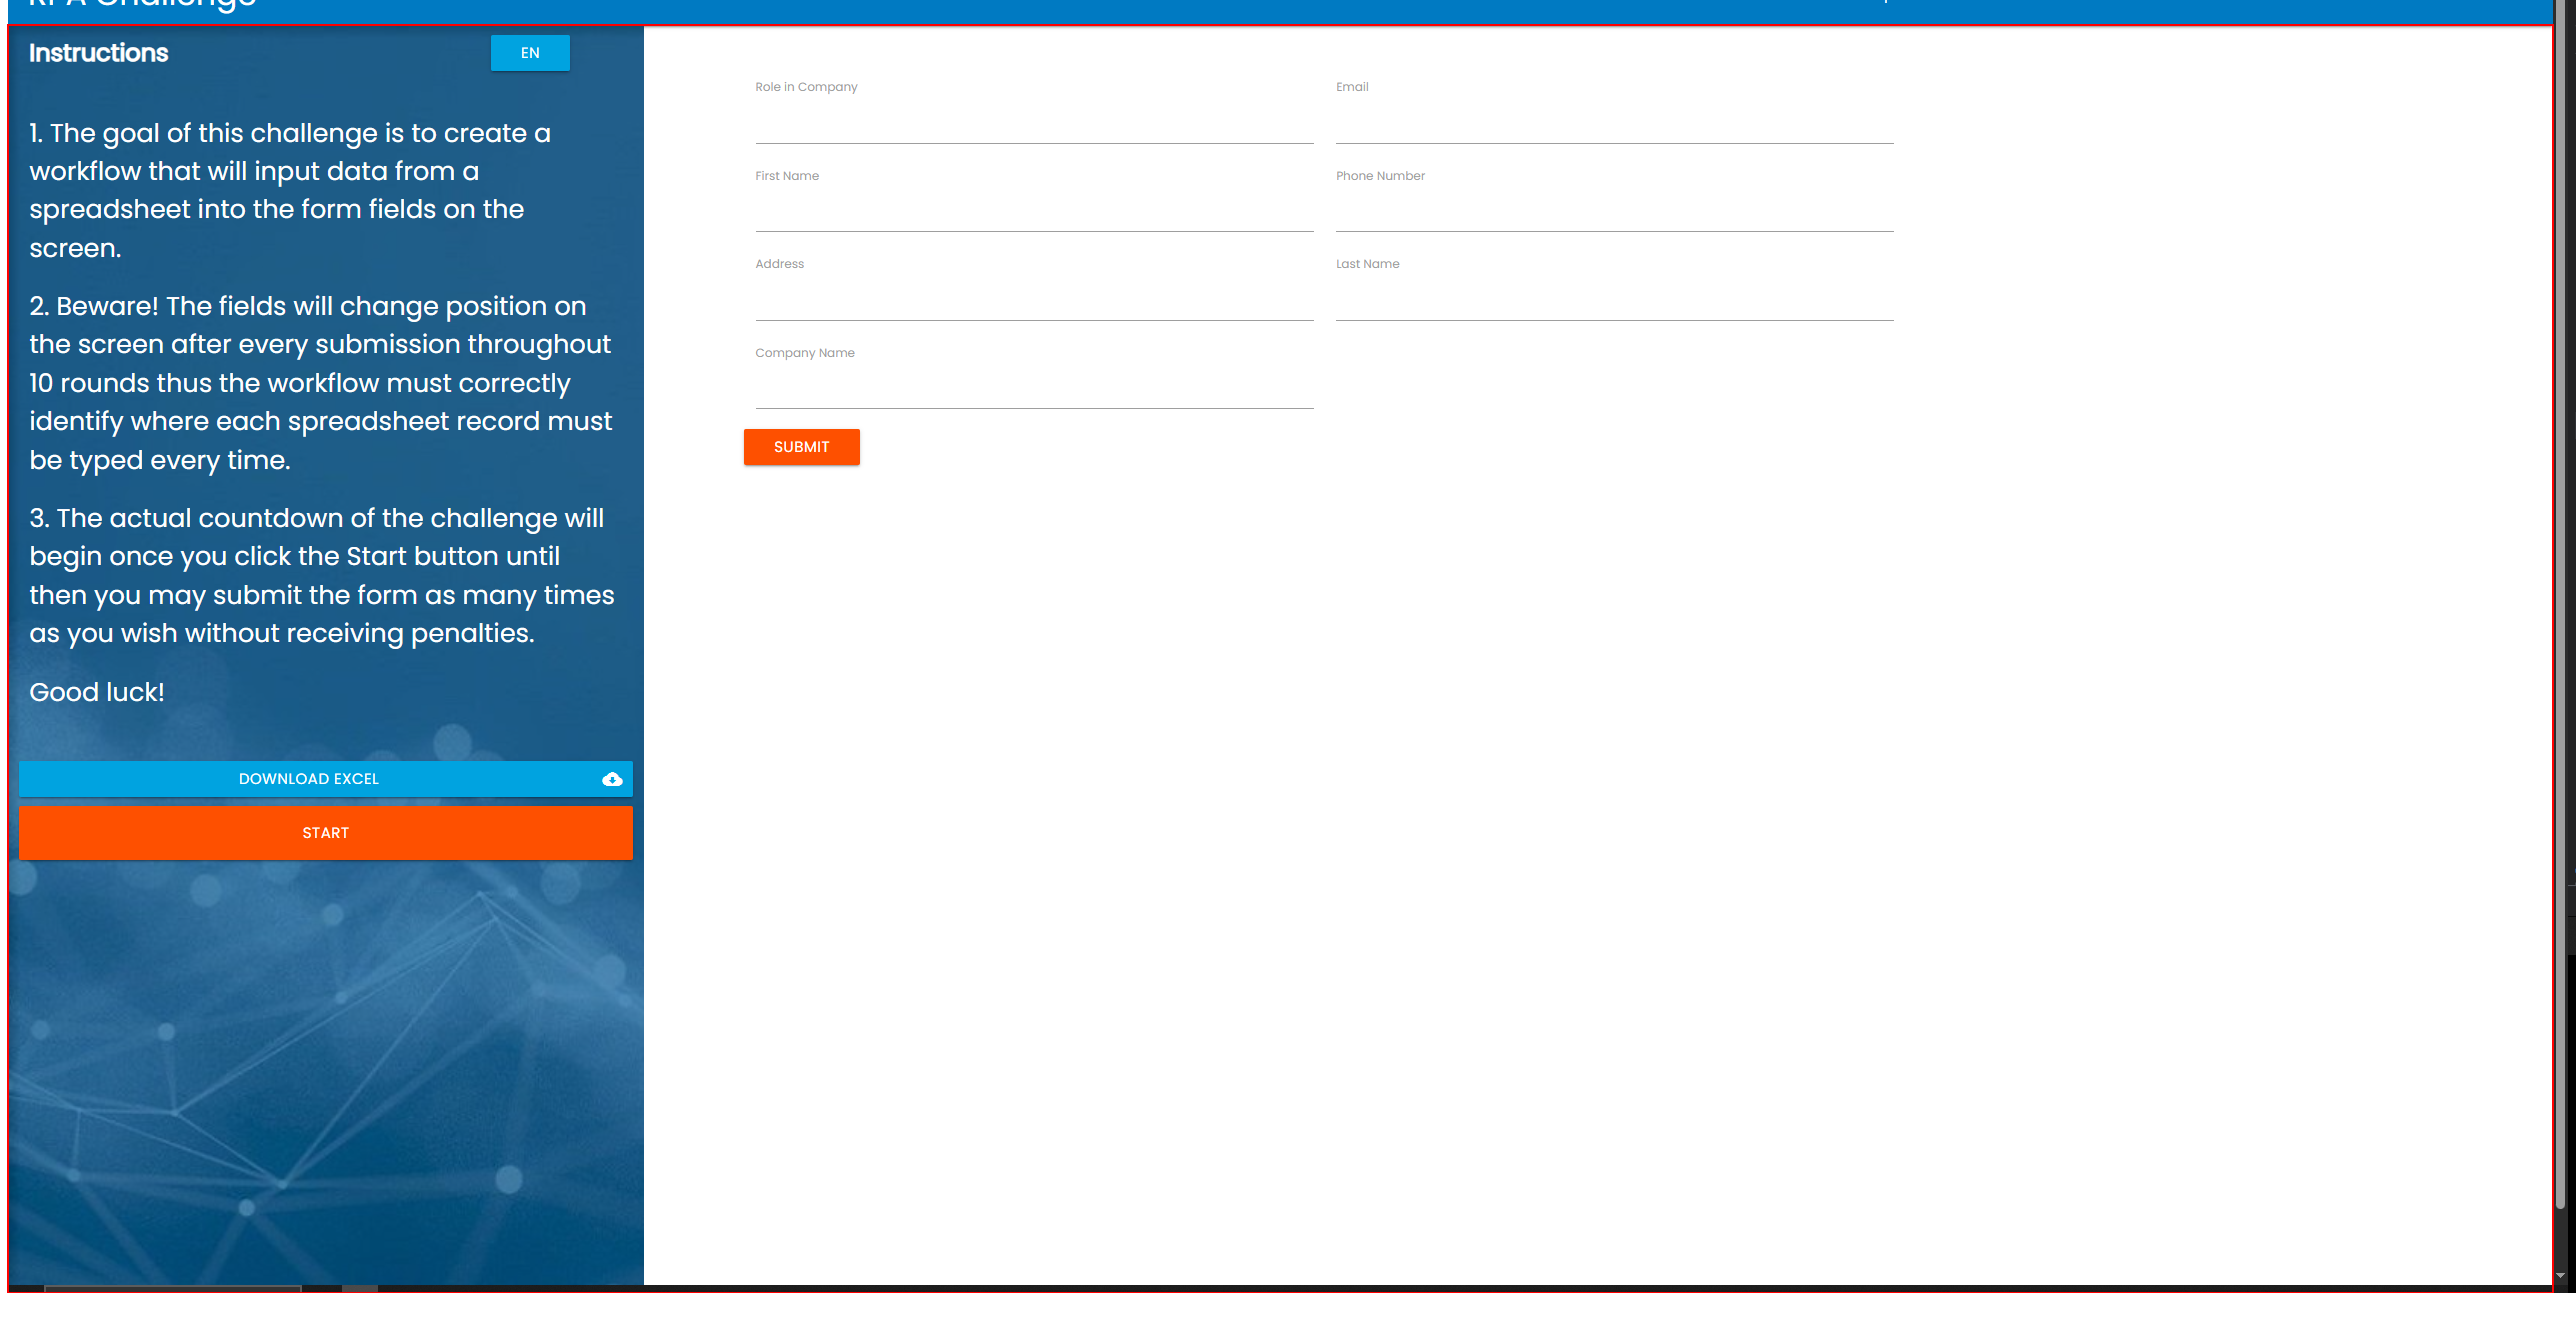 RPA Challenge
Instructions
EN
1. The goal of this challenge is to create a
workflow that will input data from a
spreadsheet into the form fields on the
screen.
2. Beware! The fields will change position on
the screen after every submission throughout
10 rounds thus the workflow must correctly
identify where each spreadsheet record must
be typed every time.
3. The actual countdown of the challenge will
begin once you click the Start button until
then you may submit the form as many times
as you wish without receiving penalties.
Good luck!
DOWNLOAD EXCEL
START
Role in Company
Email
First Name
Phone Number
Address
Last Name
Company Name
SUBMIT